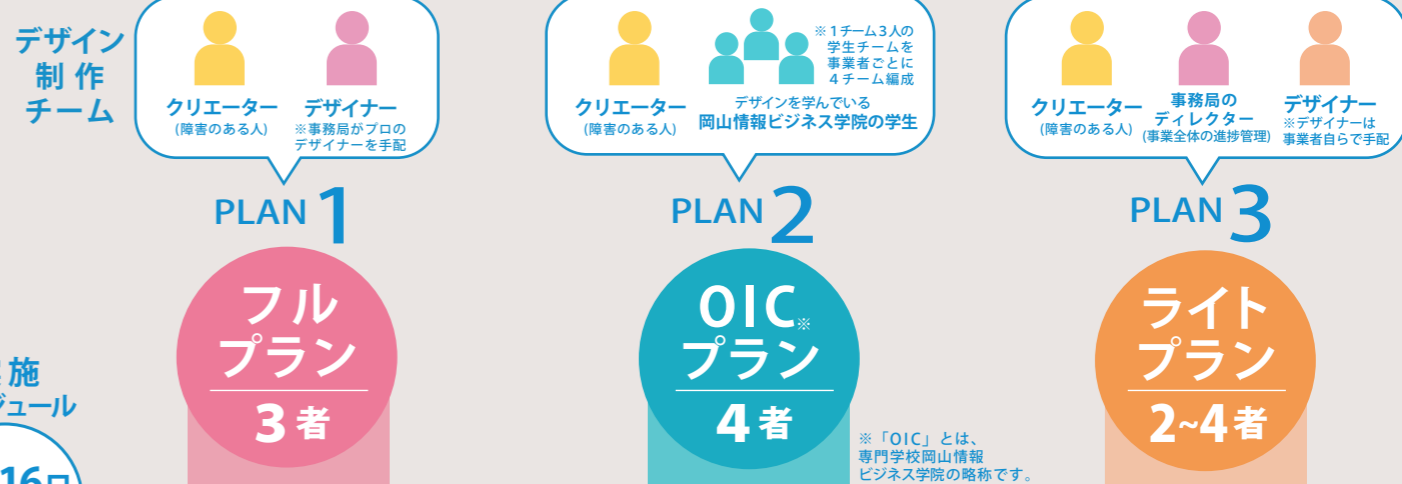 デザイン
制作
チーム
クリエーター
(障害のある人)
デザイナー
※事務局がプロの
デザイナーを手配
PLAN 1
フル
プラン
3者
クリエーター
(障害のある人)
※1チーム3人の
学生チームを
事業者ごとに
4チーム編成
デザインを学んでいる
岡山情報ビジネス学院の学生
PLAN 2
OIC※
プラン
4者
※「OIC」とは、
専門学校岡山情報
ビジネス学院の略称です。
クリエーター
(障害のある人)
事務局の
ディレクター
(事業全体の進捗管理)
デザイナー
※デザイナーは
事業者自らで手配
PLAN 3
ライト
プラン
2~4者
施
ジュール
16日